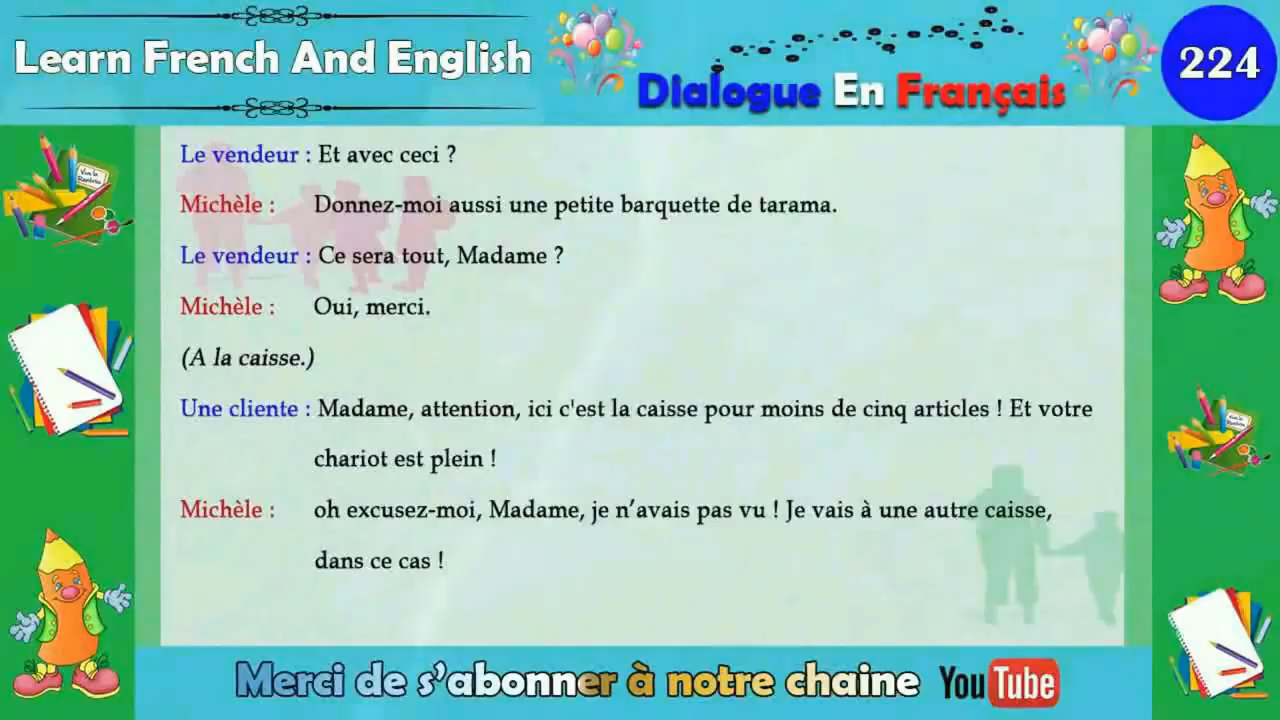 Learn French And English
Dialogue En Français
224
Le vendeur : Et avec ceci ?
Michèle : Donnez-moi aussi une petite barquette de tarama.
Le vendeur : Ce sera tout, Madame ?
Michèle : Oui, merci.
(A la caisse.)
Une cliente : Madame, attention, ici c'est la caisse pour moins de cinq articles ! Et votre
chariot est plein !
Michèle : oh excusez-moi, Madame, je n’avais pas vu ! Je vais à une autre caisse,
dans ce cas !
Merci de s’abonner à notre chaine YouTube